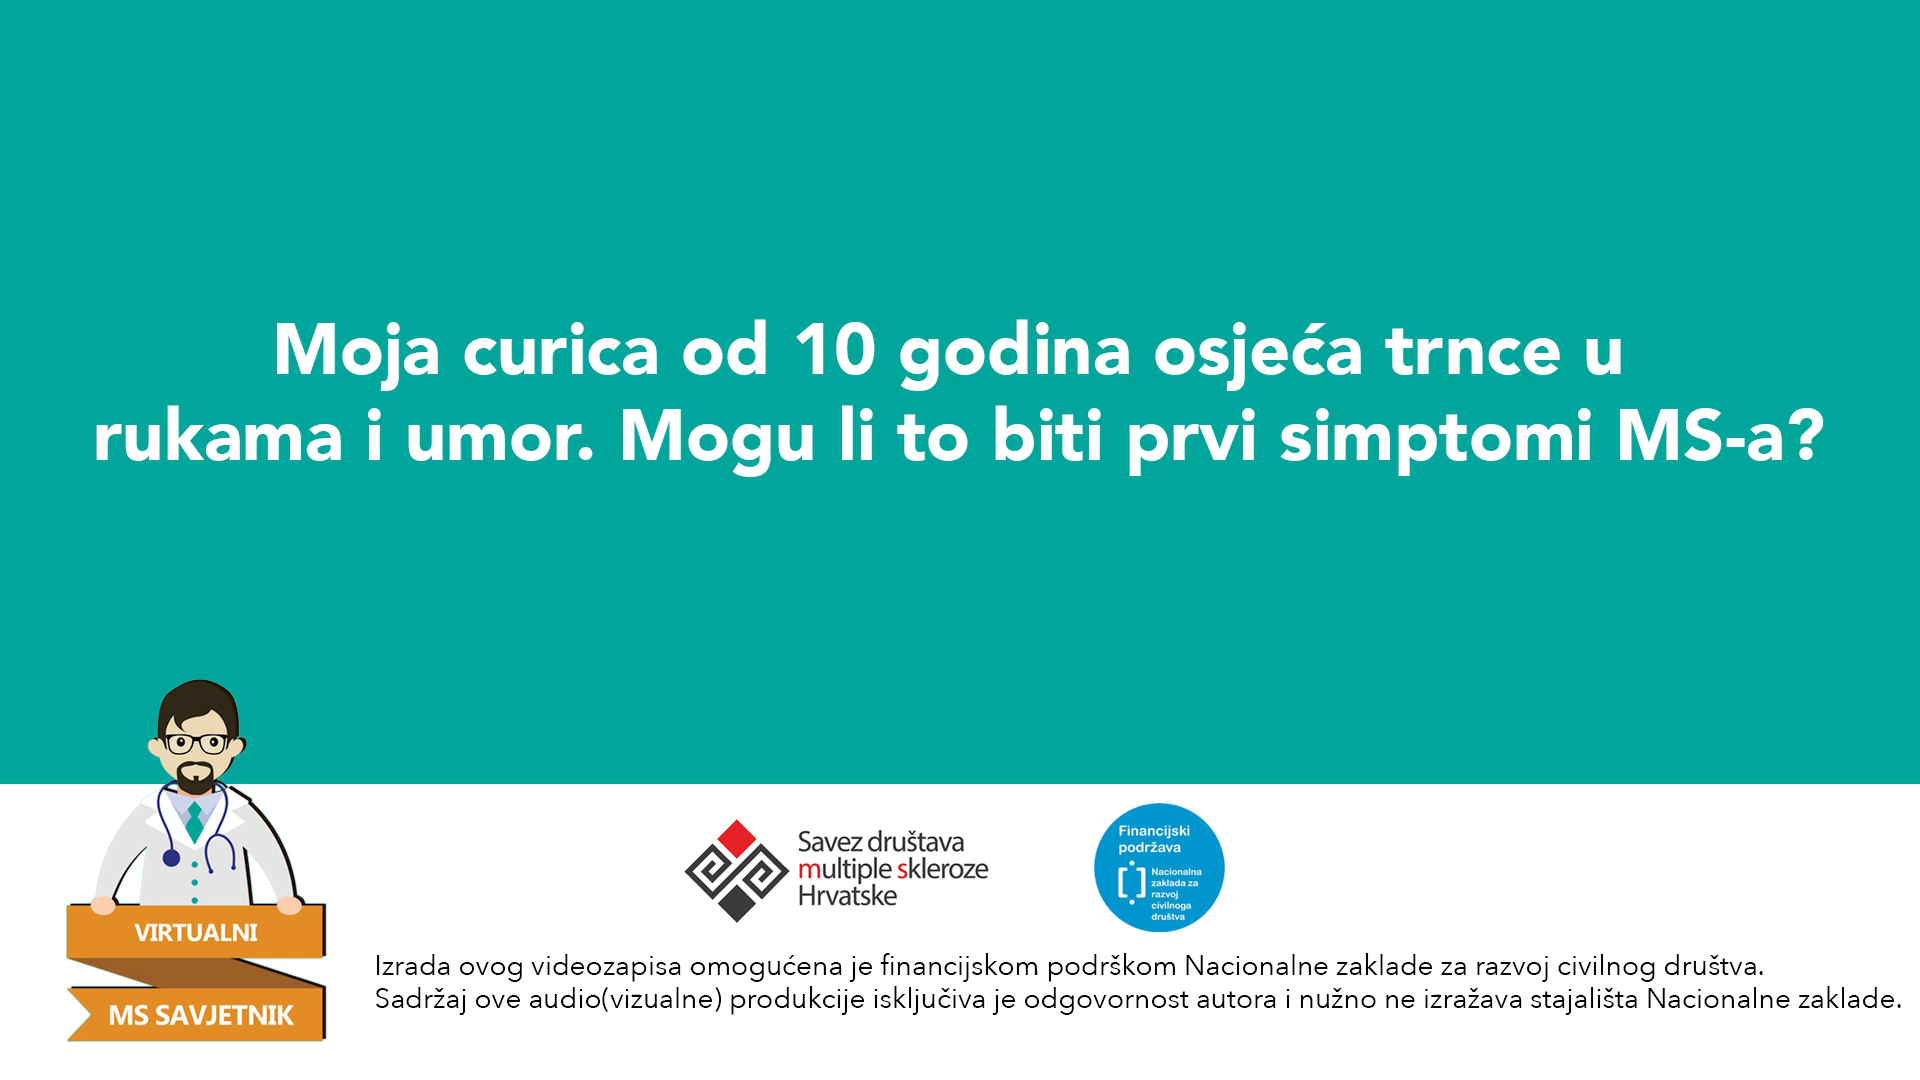 Moja curica od 10 godina osjeća trnce u
rukama i umor. Mogu li to biti prvi simptomi MS-a?
VIRTUALNI
MS SAVJETNIK
Savez društava
multiple skleroze
Hrvatske
Financijski
podržava
Nacionalna
zaklada za
razvoj
civilnoga
društva
Izrada ovog videozapisa omogućena je financijskom podrškom Nacionalne zaklade za razvoj civilnog društva.
Sadržaj ove audio(vizualne) produkcije isključiva je odgovornost autora i nužno ne izražava stajališta Nacionalne zaklade.